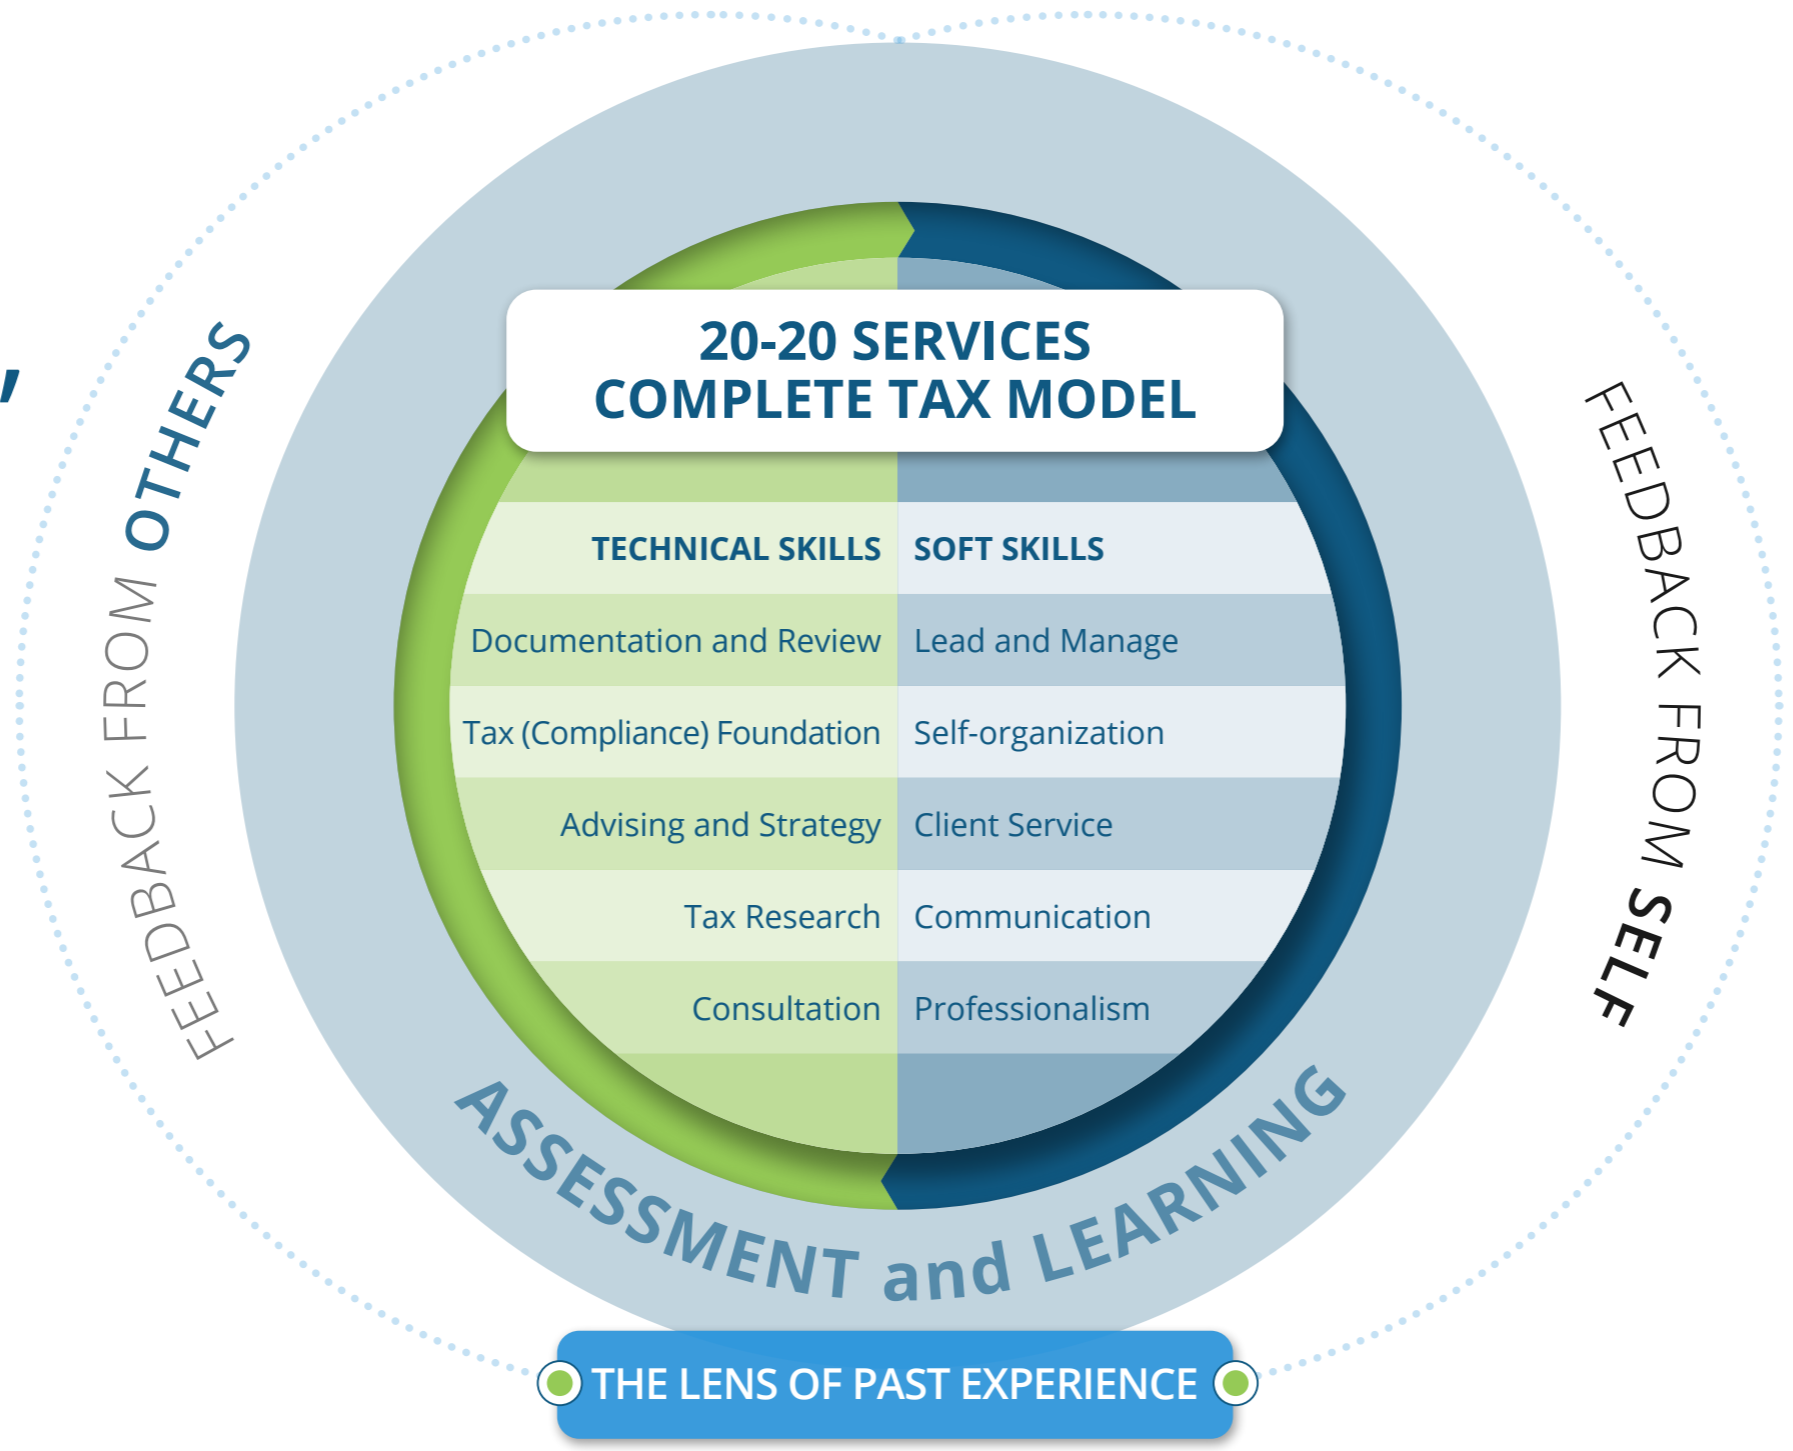 20-20 SERVICES
COMPLETE TAX MODEL
TECHNICAL SKILLS SOFT SKILLS
Documentation and Review Lead and Manage
Tax (Compliance) Foundation Self-organization
Advising and Strategy Client Service
Tax Research Communication
Consultation Professionalism
FEEDBACK FROM OTHERS
FEEDBACK FROM SELF
ASSESSMENT and LEARNING
THE LENS OF PAST EXPERIENCE